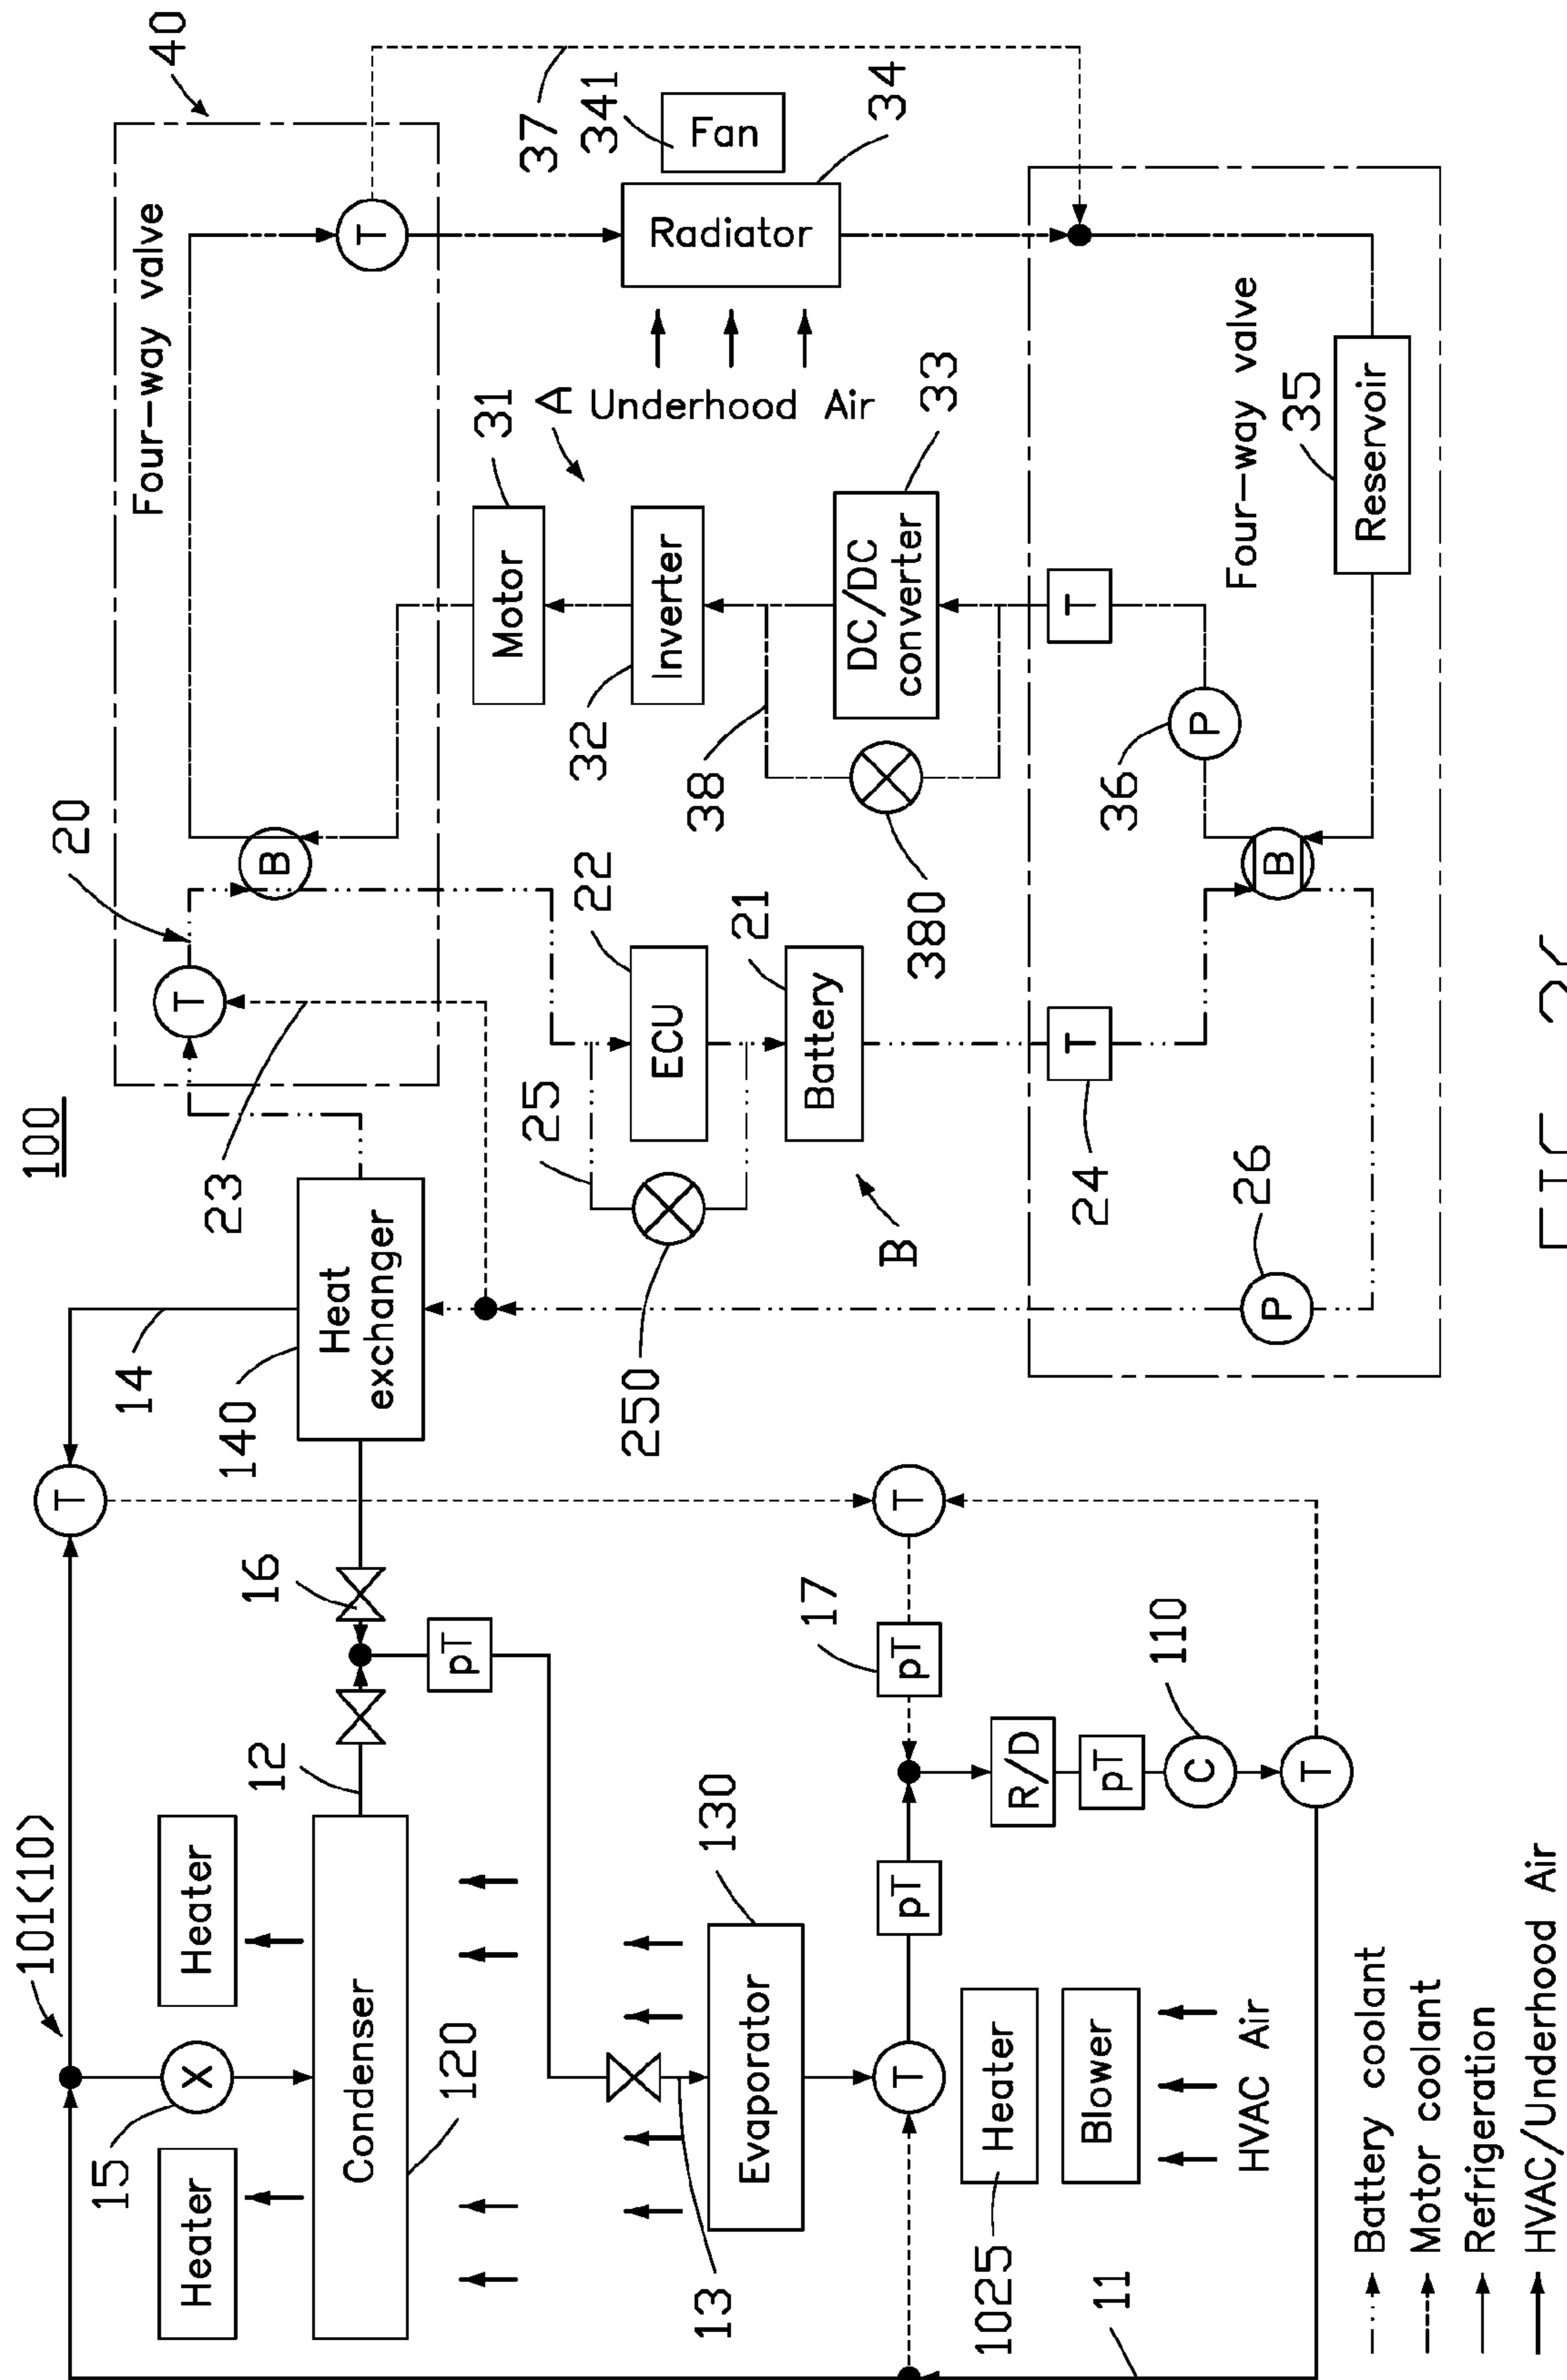 100
40
20
Four-way valve
T
T
B
37
341
Fan
34
Radiator
Underhood Air
A
31
Motor
32
Inverter
38
33
DC/DC
converter
380
T
36
P
B
Four-way valve
35
Reservoir
22
ECU
21
Battery
25
250
B
24
T
26
P
23
14
140
Heat
exchanger
T
101(10)
15
X
Heater
Heater
12
16
Condenser
120
pT
130
13
Evaporator
T
pT
17
pT
T
R/D
pT
110
C
T
1025
Heater
Blower
HVAC Air
11
Battery coolant
Motor coolant
Refrigeration
HVAC/Underhood Air